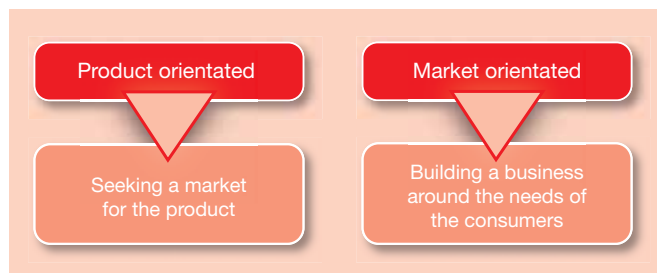 Product orientated
Seeking a market
for the product
Market orientated
Building a business
around the needs of
the consumers